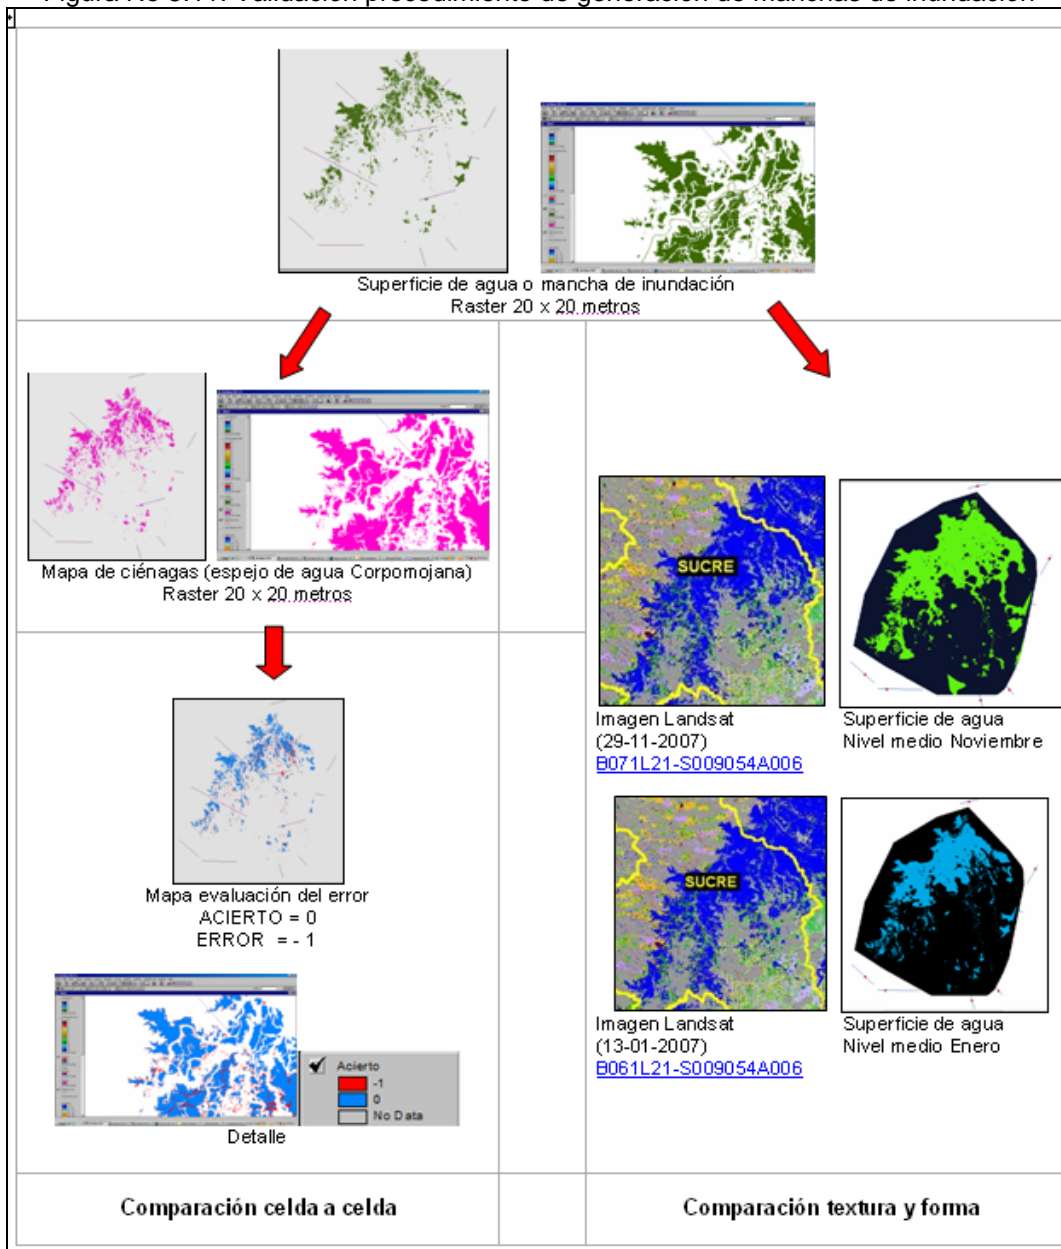 Superficie de agua o mancha de inundación
Raster 20 x 20 metros
Mapa de ciénagas (espejo de agua Corpomojana)
Raster 20 x 20 metros
Mapa evaluación del error
ACIERTO = 0
ERROR = - 1
Acierto
-1
0
No Data
Detalle
SUCRE
Imagen Landsat
(29-11-2007)
B071L21-S009054A006
Superficie de agua
Nivel medio Noviembre
SUCRE
Imagen Landsat
(13-01-2007)
B061L21-S009054A006
Superficie de agua
Nivel medio Enero
Comparación celda a celda
Comparación textura y forma